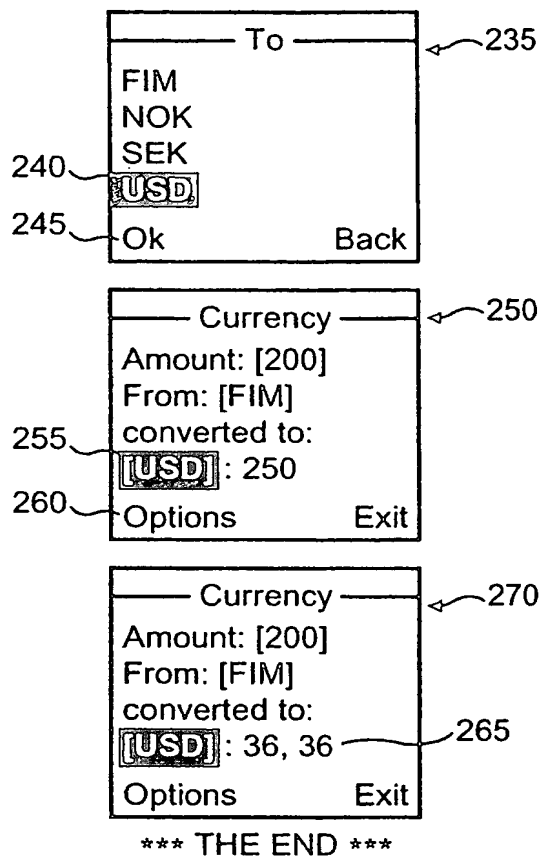 To
235
FIM
NOK
SEK
240
USD
245
Ok Back
Currency
250
Amount: [200]
From: [FIM]
converted to:
255
[USD] : 250
260
Options Exit
Currency
270
Amount: [200]
From: [FIM]
converted to:
[USD] : 36, 36
265
Options Exit
*** THE END ***